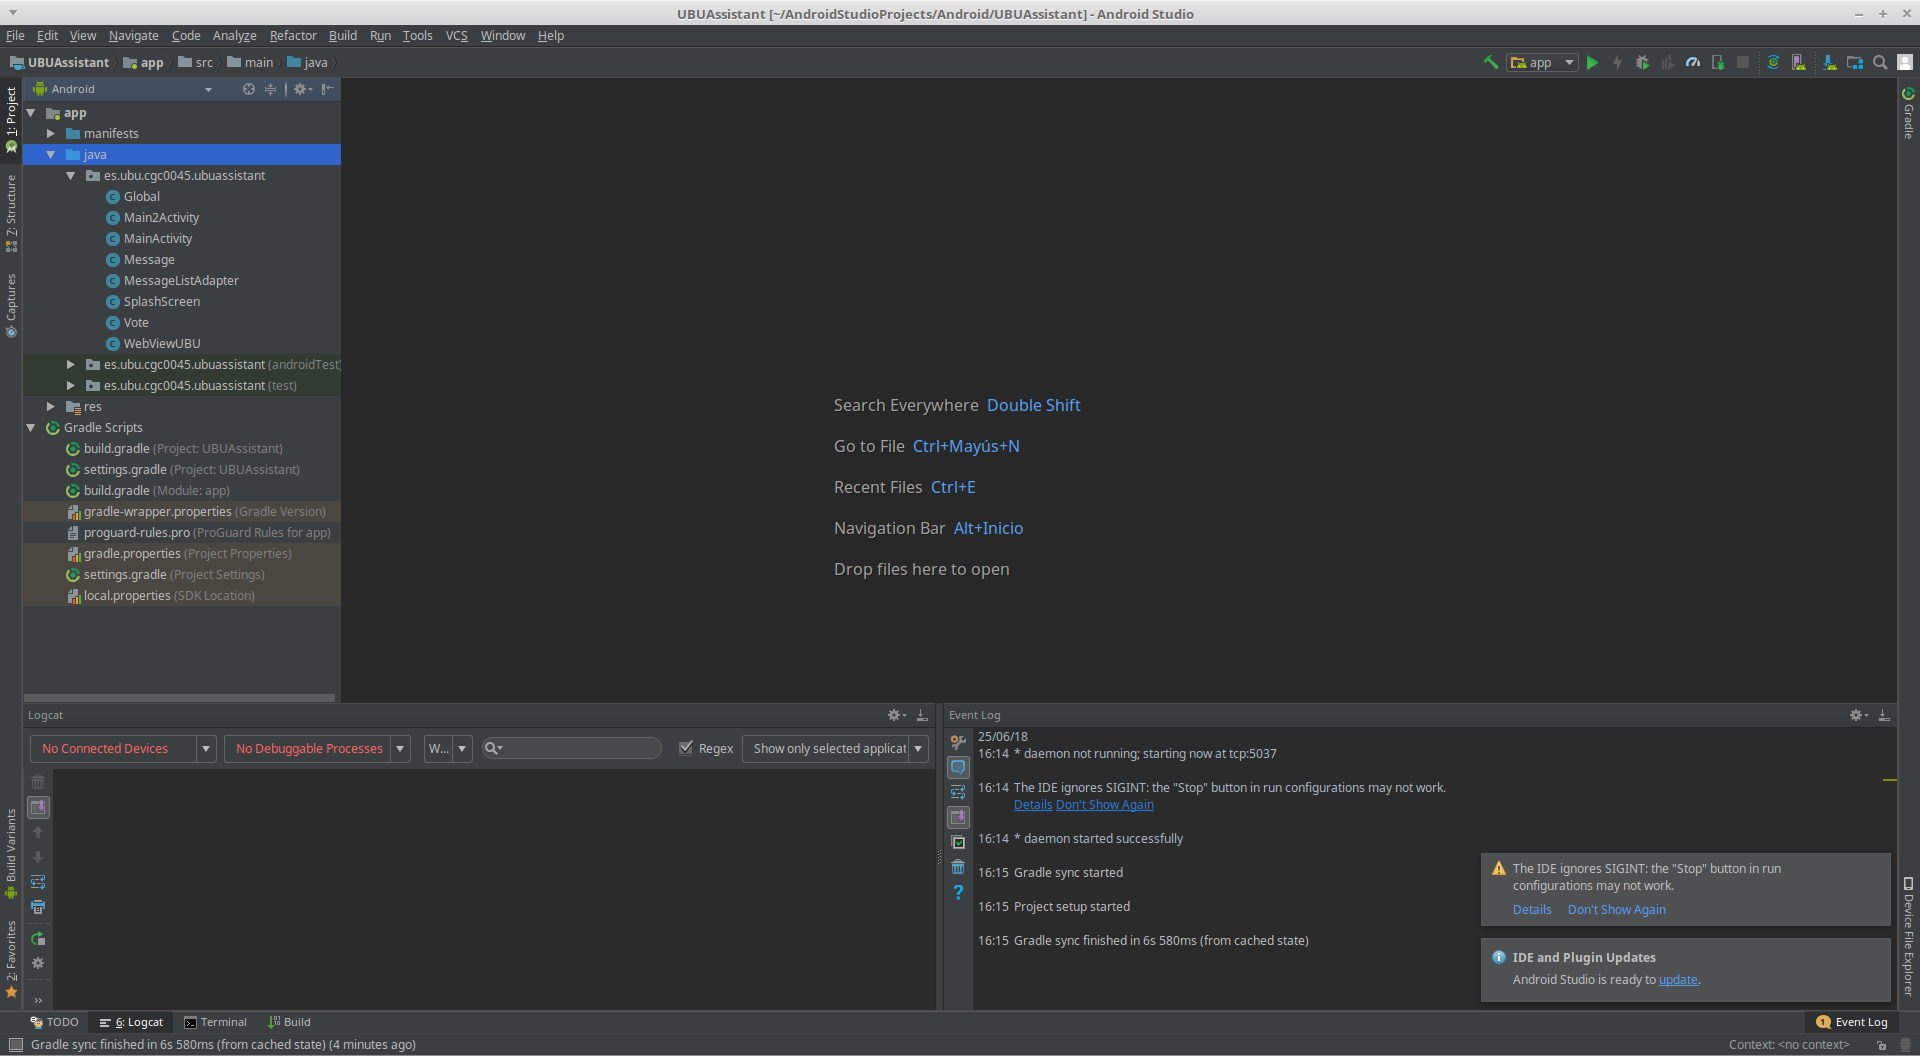 UBUAssistant [~/AndroidStudioProjects/Android/UBUAssistant] - Android Studio
File Edit View Navigate Code Analyze Refactor Build Run Tools VCS Window Help
UBUAssistant app src main java app
1: Project
7: Structure
Captures
Build Variants
2: Favorites
Android
app
manifests
java
es.ubu.cgc0045.ubuassistant
Global
Main2Activity
MainActivity
Message
MessageListAdapter
SplashScreen
Vote
WebViewUBU
es.ubu.cgc0045.ubuassistant (androidTest)
es.ubu.cgc0045.ubuassistant (test)
res
Gradle Scripts
build.gradle (Project: UBUAssistant)
settings.gradle (Project: UBUAssistant)
build.gradle (Module: app)
gradle-wrapper.properties (Gradle Version)
proguard-rules.pro (ProGuard Rules for app)
gradle.properties (Project Properties)
settings.gradle (Project Settings)
local.properties (SDK Location)
Search Everywhere Double Shift
Go to File Ctrl+Mayús+N
Recent Files Ctrl+E
Navigation Bar Alt+Inicio
Drop files here to open
Gradle
Device File Explorer
Logcat
No Connected Devices No Debuggable Processes W... Regex Show only selected applicat
Event Log
25/06/18
16:14 * daemon not running; starting now at tcp:5037
16:14 The IDE ignores SIGINT: the "Stop" button in run configurations may not work.
Details Don't Show Again
16:14 * daemon started successfully
16:15 Gradle sync started
16:15 Project setup started
16:15 Gradle sync finished in 6s 580ms (from cached state)
The IDE ignores SIGINT: the "Stop" button in run
configurations may not work.
Details Don't Show Again
IDE and Plugin Updates
Android Studio is ready to update.
TODO 6: Logcat Terminal Build 1 Event Log
Gradle sync finished in 6s 580ms (from cached state) (4 minutes ago) Context: <no context>